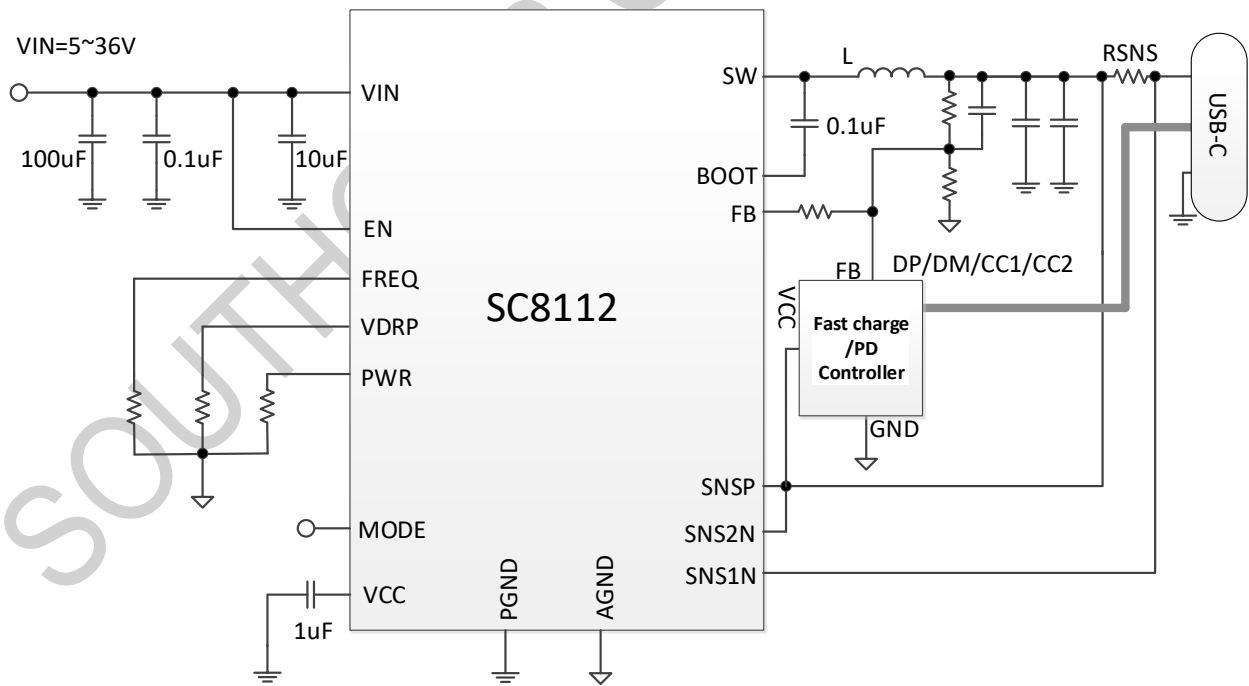 VIN=5~36V
100uF
0.1uF
10uF
VIN
EN
FREQ
VDRP
PWR
MODE
VCC
1uF
SC8112
PGND
AGND
SW
BOOT
FB
SNSP
SNS2N
SNS1N
L
0.1uF
RSNS
USB-C
DP/DM/CC1/CC2
FB
VCC
Fast charge
/PD
Controller
GND
SOUTH